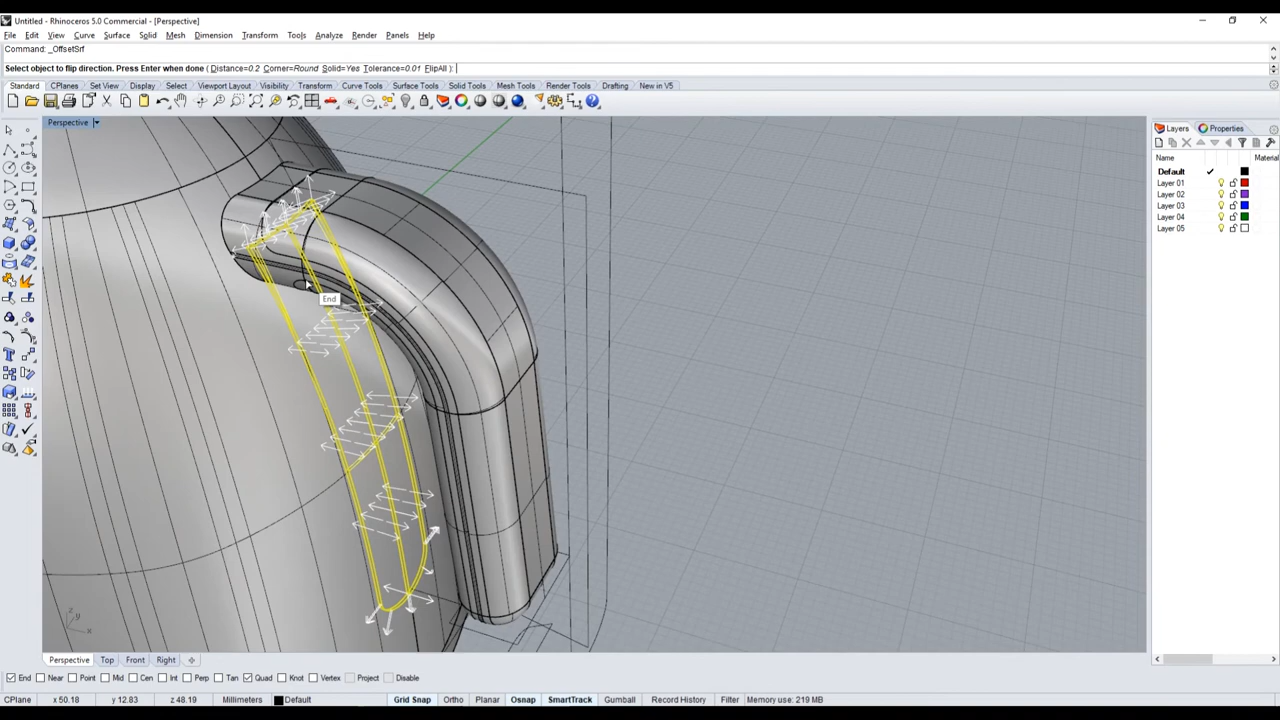 Untitled - Rhinoceros 5.0 Commercial - [Perspective]
File Edit View Curve Surface Solid Mesh Dimension Transform Tools Analyze Render Panels Help
Command: _OffsetSrf
Select object to flip direction. Press Enter when done ( Distance=0.2 Corner=Round Solid=Yes Tolerance=0.01 FlipAll ):
Standard CPlanes Set View Display Select Viewport Layout Visibility Transform Curve Tools Surface Tools Solid Tools Mesh Tools Render Tools Drafting New in V5
Perspective
Layers Properties
Name Material
Default
Layer 01
Layer 02
Layer 03
Layer 04
Layer 05
End
z
y
x
Perspective Top Front Right
End Near Point Mid Cen Int Perp Tan Quad Knot Vertex Project Disable
CPlane x 50.18 y 12.83 z 48.19 Millimeters Default Grid Snap Ortho Planar Osnap SmartTrack Gumball Record History Filter Memory use: 219 MB